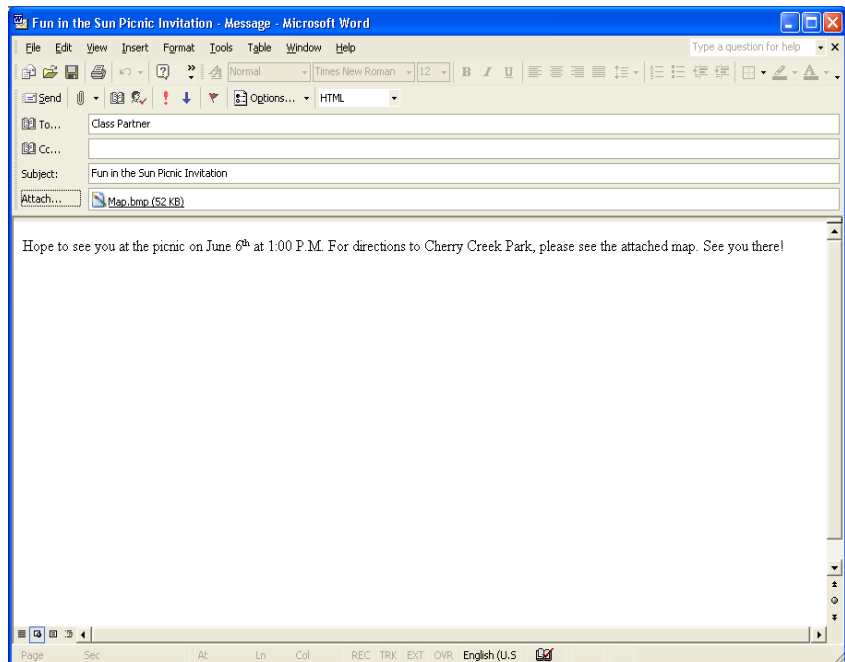 Fun in the Sun Picnic Invitation - Message - Microsoft Word
File Edit View Insert Format Tools Table Window Help Type a question for help
Normal Times New Roman 12 B I U
Send Options... HTML
To... Class Partner
Cc...
Subject: Fun in the Sun Picnic Invitation
Attach... Map.bmp (52 KB)
Hope to see you at the picnic on June 6th at 1:00 P.M. For directions to Cherry Creek Park, please see the attached map. See you there!
Page Sec At Ln Col REC TRK EXT OVR English (U.S